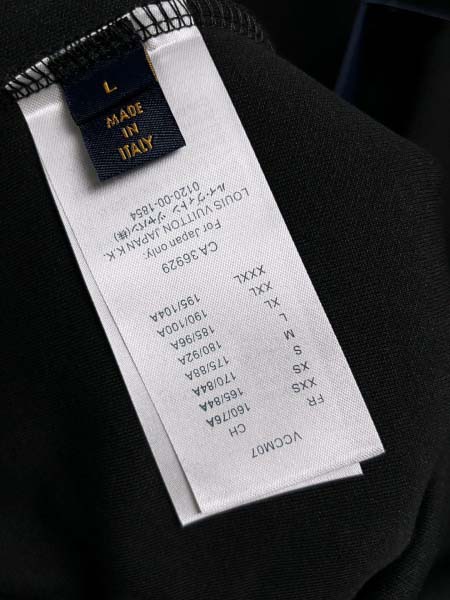 L
MADE
IN
ITALY
VCCM07
FR CH
XXS 160/76A
XS 165/84A
S 170/84A
M 175/88A
L 180/92A
XL 185/96A
XXL 190/100A
XXXL 195/104A
CA 36929
For Japan only:
LOUIS VUITTON JAPAN K.K.
ルイ・ヴィトン ジャパン(株)
0120-00-1854